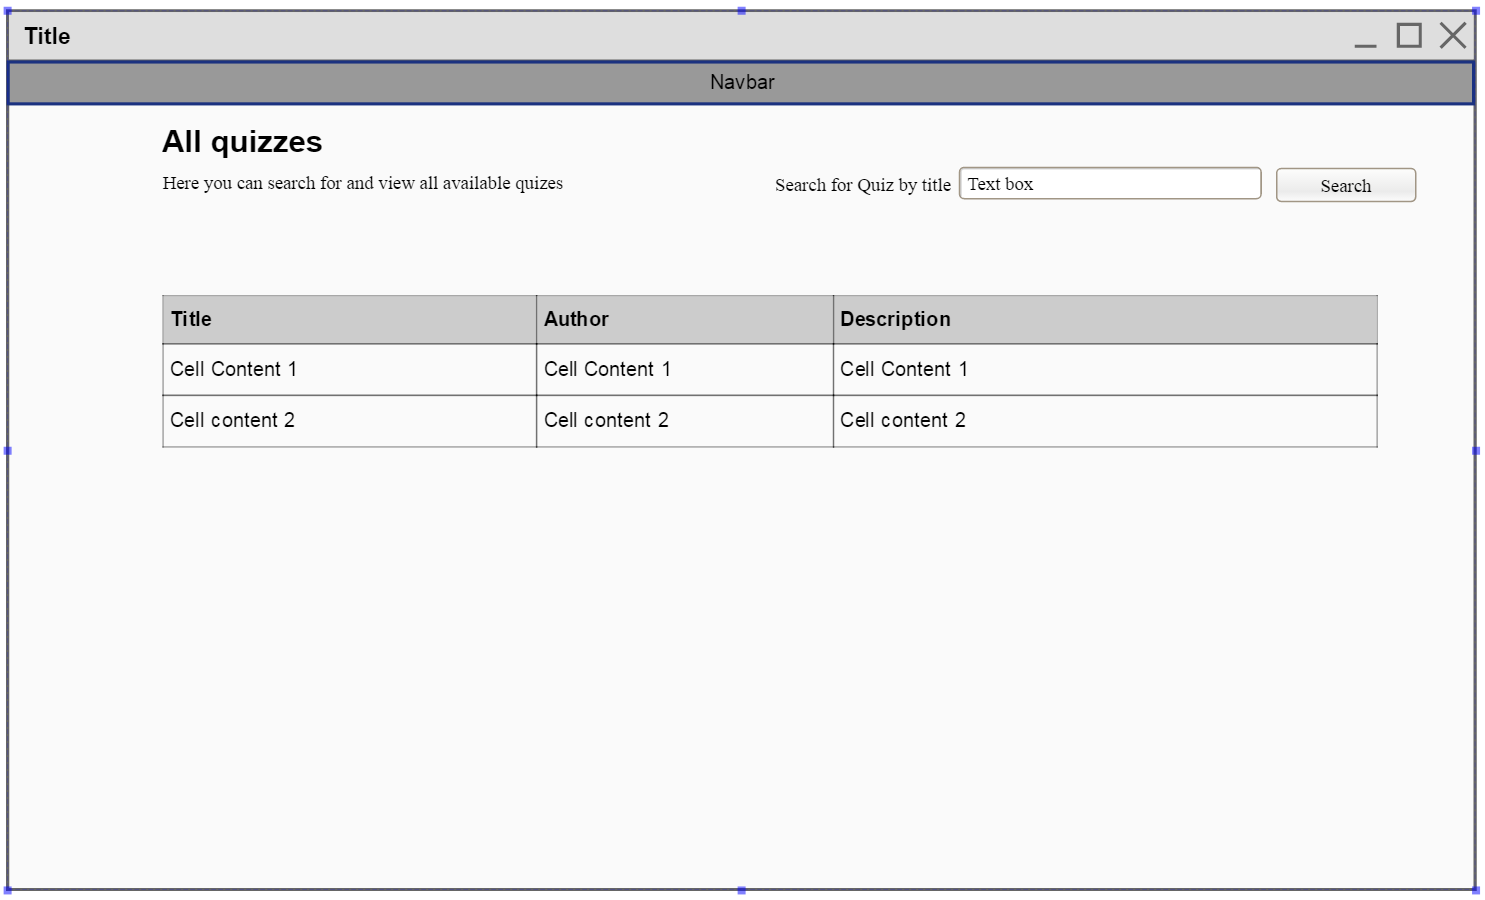 Title
Navbar
All quizzes
Here you can search for and view all available quizes
Search for Quiz by title Text box Search
Title Author Description
Cell Content 1 Cell Content 1 Cell Content 1
Cell content 2 Cell content 2 Cell content 2